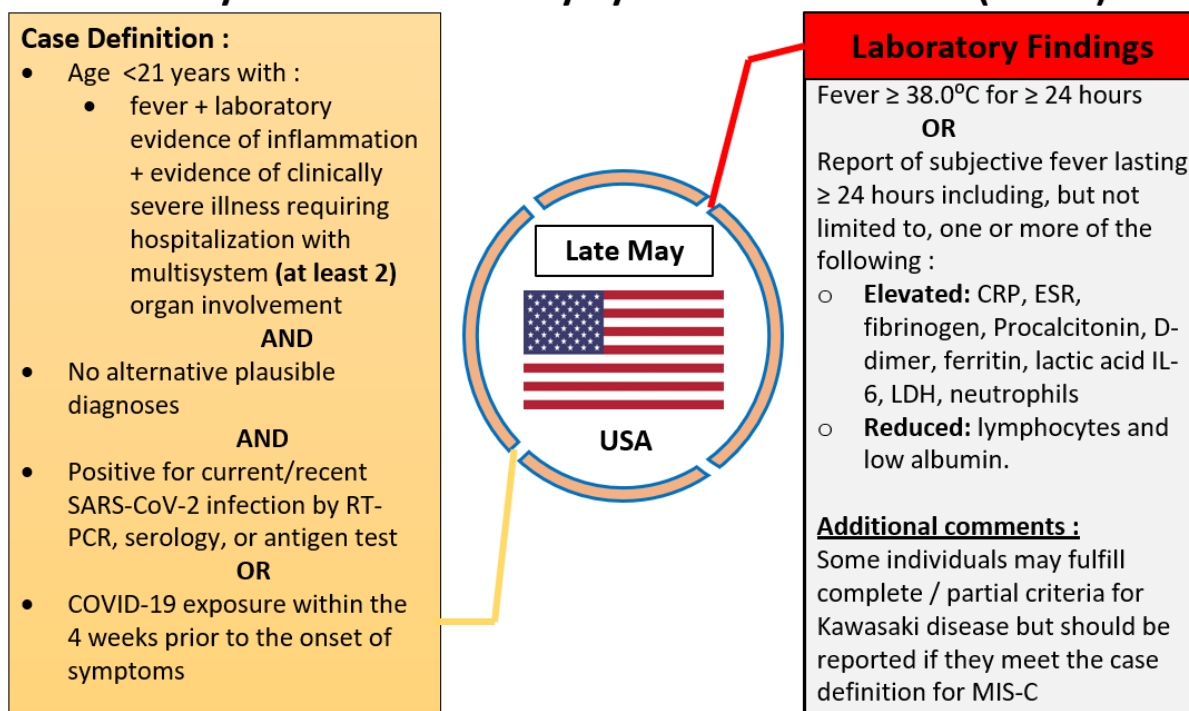 Case Definition :
• Age <21 years with :
• fever + laboratory
evidence of inflammation
+ evidence of clinically
severe illness requiring
hospitalization with
multisystem (at least 2)
organ involvement
AND
• No alternative plausible
diagnoses
AND
• Positive for current/recent
SARS-CoV-2 infection by RT-
PCR, serology, or antigen test
OR
• COVID-19 exposure within the
4 weeks prior to the onset of
symptoms
Late May
USA
Laboratory Findings
Fever ≥ 38.0⁰C for ≥ 24 hours
OR
Report of subjective fever lasting
≥ 24 hours including, but not
limited to, one or more of the
following :
o Elevated: CRP, ESR,
fibrinogen, Procalcitonin, D-
dimer, ferritin, lactic acid IL-
6, LDH, neutrophils
o Reduced: lymphocytes and
low albumin.
Additional comments :
Some individuals may fulfill
complete / partial criteria for
Kawasaki disease but should be
reported if they meet the case
definition for MIS-C